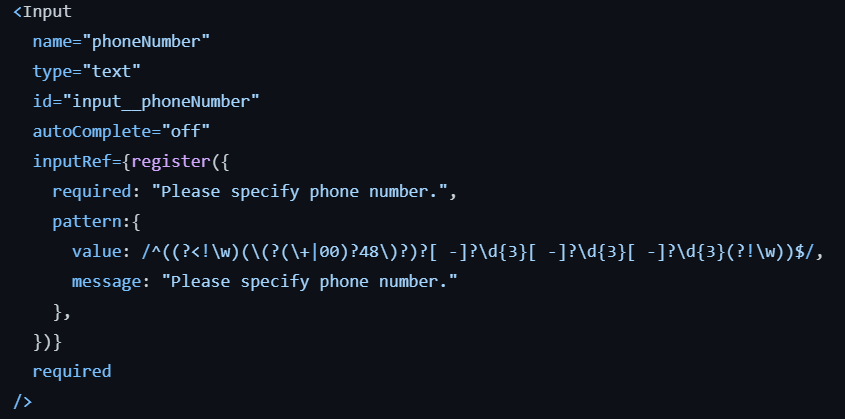 <Input
name="phoneNumber"
type="text"
id="input__phoneNumber"
autoComplete="off"
inputRef={register({
required: "Please specify phone number.",
pattern:{
value: /^((?<!\w)(\(?(\+|00)?48\)?)?[ -]?\d{3}[ -]?\d{3}[ -]?\d{3}(?!\w))$/,
message: "Please specify phone number."
},
})}
required
/>